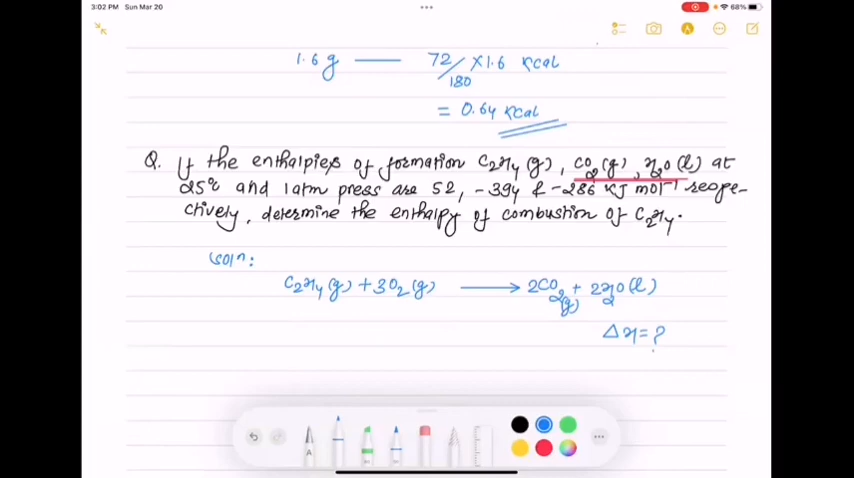 3:02 PM Sun Mar 20
68%
1.6 g —— 72/180 ×1.6 Kcal
= 0.64 Kcal
Q. If the enthalpies of formation C2H4 (g), CO2 (g), H2O (l) at
25°C and 1atm press are 52, -394 & -286 KJ mol⁻¹ respe-
ctively, determine the enthalpy of combustion of C2H4.
Soln:
C2H4 (g) + 3O2 (g) ⟶ 2CO2 (g) + 2H2O (l)
ΔH = ?
A